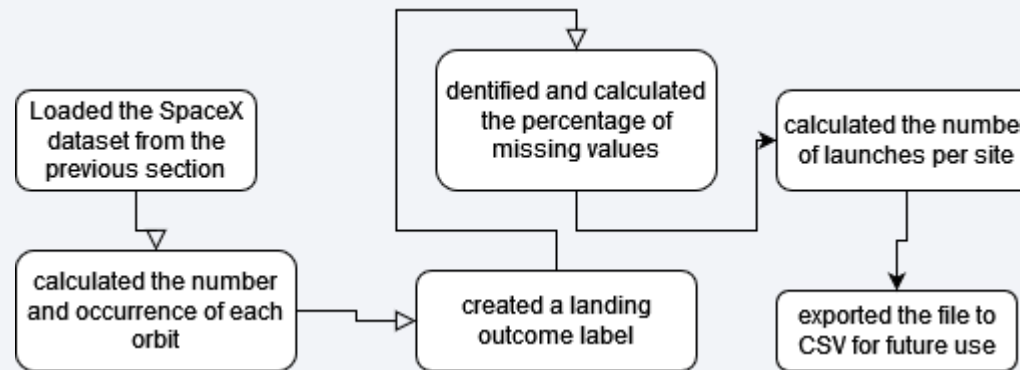 Loaded the SpaceX
dataset from the
previous section
calculated the number
and occurrence of each
orbit
created a landing
outcome label
dentified and calculated
the percentage of
missing values
calculated the number
of launches per site
exported the file to
CSV for future use